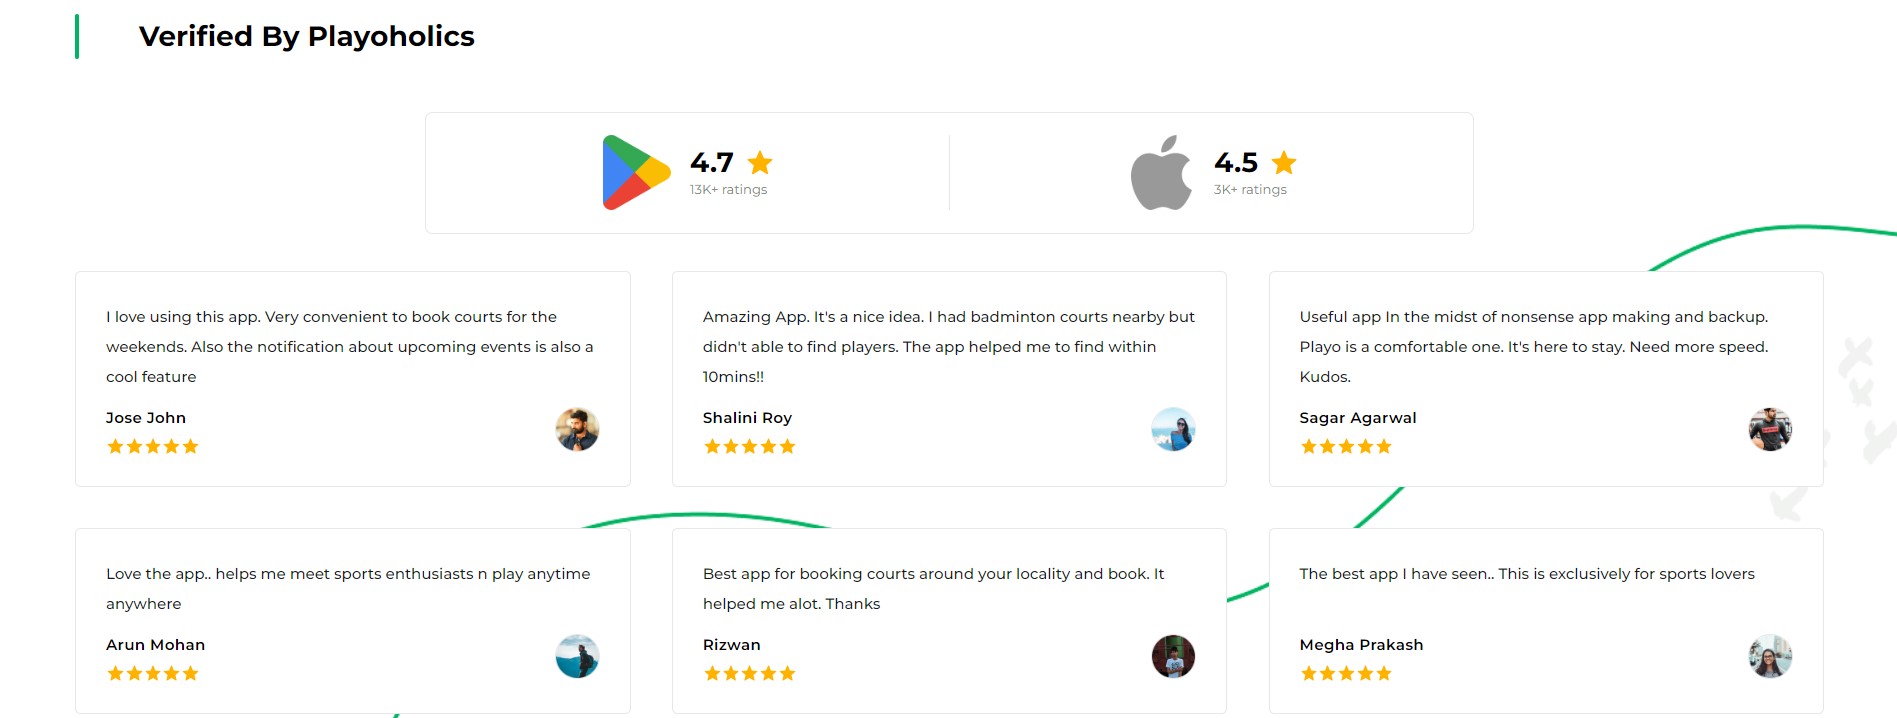 Verified By Playoholics
4.7
13K+ ratings
4.5
3K+ ratings
I love using this app. Very convenient to book courts for the
weekends. Also the notification about upcoming events is also a
cool feature
Jose John
Amazing App. It's a nice idea. I had badminton courts nearby but
didn't able to find players. The app helped me to find within
10mins!!
Shalini Roy
Useful app In the midst of nonsense app making and backup.
Playo is a comfortable one. It's here to stay. Need more speed.
Kudos.
Sagar Agarwal
Love the app.. helps me meet sports enthusiasts n play anytime
anywhere
Arun Mohan
Best app for booking courts around your locality and book. It
helped me alot. Thanks
Rizwan
The best app I have seen.. This is exclusively for sports lovers
Megha Prakash